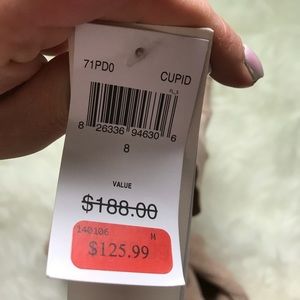 71PD0 CUPID
8 26336 94630 6
8
VALUE
$188.00
140106 M
$125.99